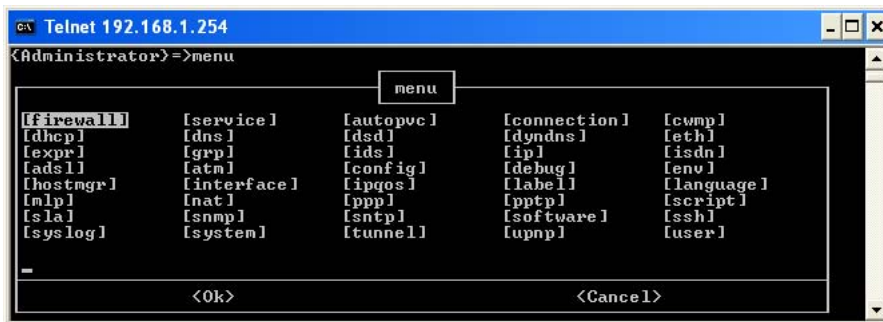 Telnet 192.168.1.254
{Administrator}=>menu
menu
[firewall] [service] [autopvc] [connection] [cwmp]
[dhcp] [dns] [dsd] [dyndns] [eth]
[expr] [grp] [ids] [ip] [isdn]
[adsl] [atm] [config] [debug] [env]
[hostmgr] [interface] [ipqos] [label] [language]
[mlp] [nat] [ppp] [pptp] [script]
[sla] [snmp] [sntp] [software] [ssh]
[syslog] [system] [tunnel] [upnp] [user]
<Ok> <Cancel>